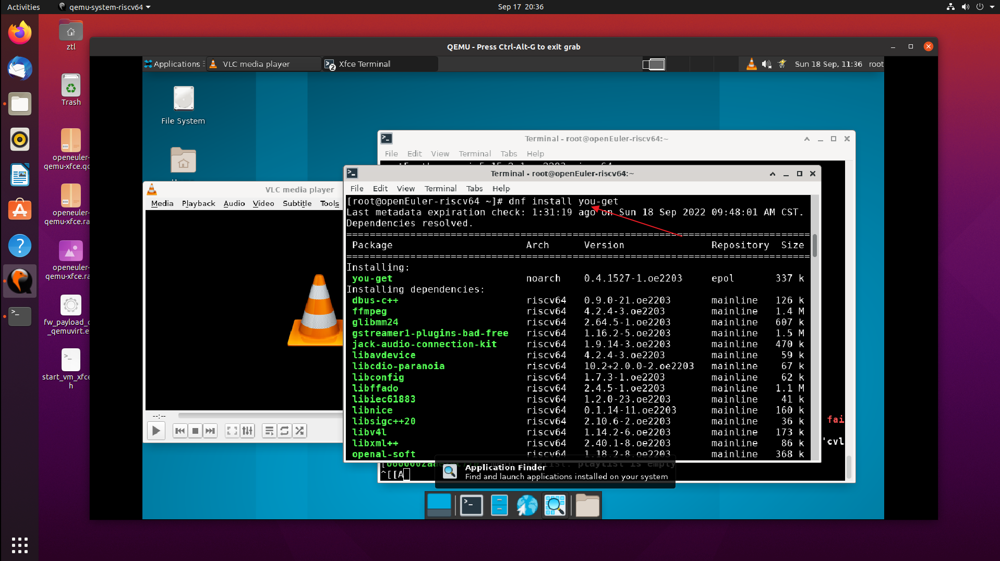 Activities
qemu-system-riscv64
Sep 17 20:36
ztl
Trash
openeuler-
qemu-xfce.qc
openeuler-
qemu-xfce.ra
openeuler-
qemu-xfce.ra
fw_payload_o
_qemuvirt.e
start_vm_xfce
h
QEMU - Press Ctrl-Alt-G to exit grab
Applications
VLC media player
2
Xfce Terminal
Sun 18 Sep, 11:36
root
File System
Terminal - root@openEuler-riscv64:~
File Edit View Terminal Tabs Help
VLC media player
Media Playback Audio Video Subtitle Tools
--:--
Terminal - root@openEuler-riscv64:~
File Edit View Terminal Tabs Help
[root@openEuler-riscv64 ~]# dnf install you-get
Last metadata expiration check: 1:31:19 ago on Sun 18 Sep 2022 09:48:01 AM CST.
Dependencies resolved.
================================================================================
Package Arch Version Repository Size
================================================================================
Installing:
you-get noarch 0.4.1527-1.oe2203 epol 337 k
Installing dependencies:
dbus-c++ riscv64 0.9.0-21.oe2203 mainline 126 k
ffmpeg riscv64 4.2.4-3.oe2203 mainline 1.4 M
glibmm24 riscv64 2.64.5-1.oe2203 mainline 607 k
gstreamer1-plugins-bad-free riscv64 1.16.2-5.oe2203 mainline 1.5 M
jack-audio-connection-kit riscv64 1.9.14-3.oe2203 mainline 470 k
libavdevice riscv64 4.2.4-3.oe2203 mainline 59 k
libcdio-paranoia riscv64 10.2+2.0.0-2.oe2203 mainline 67 k
libconfig riscv64 1.7.3-1.oe2203 mainline 62 k
libffado riscv64 2.4.5-1.oe2203 mainline 1.1 M
libiec61883 riscv64 1.2.0-23.oe2203 mainline 41 k
libnice riscv64 0.1.14-11.oe2203 mainline 160 k
libsigc++20 riscv64 2.10.6-2.oe2203 mainline 36 k
libv4l riscv64 1.14.2-6.oe2203 mainline 173 k
libxml++ riscv64 2.40.1-8.oe2203 mainline 86 k
openal-soft riscv64 1.18.2-8.oe2203 mainline 368 k
fai
'cvl
playlist is empty
^[[A
Application Finder
Find and launch applications installed on your system